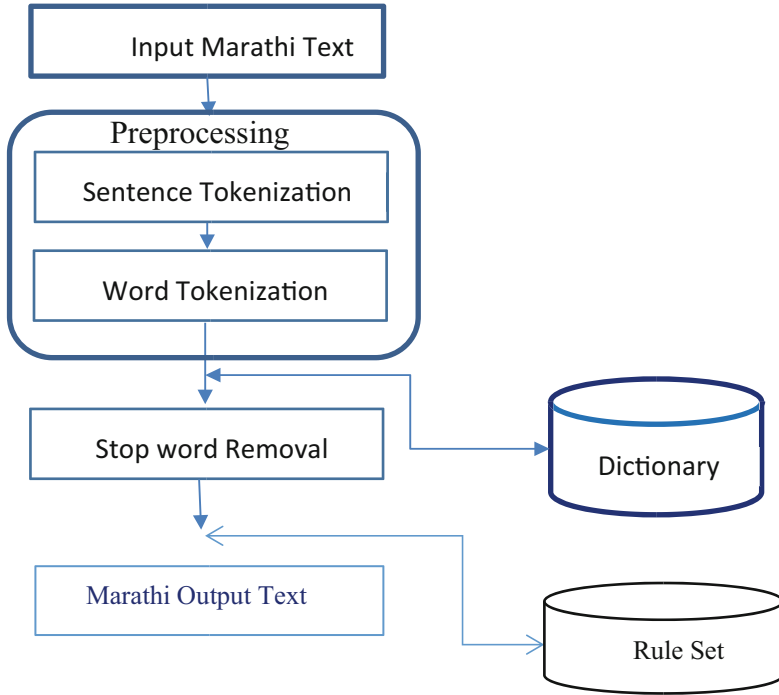 Input Marathi Text
Preprocessing
Sentence Tokenization
Word Tokenization
Stop word Removal
Dictionary
Marathi Output Text
Rule Set